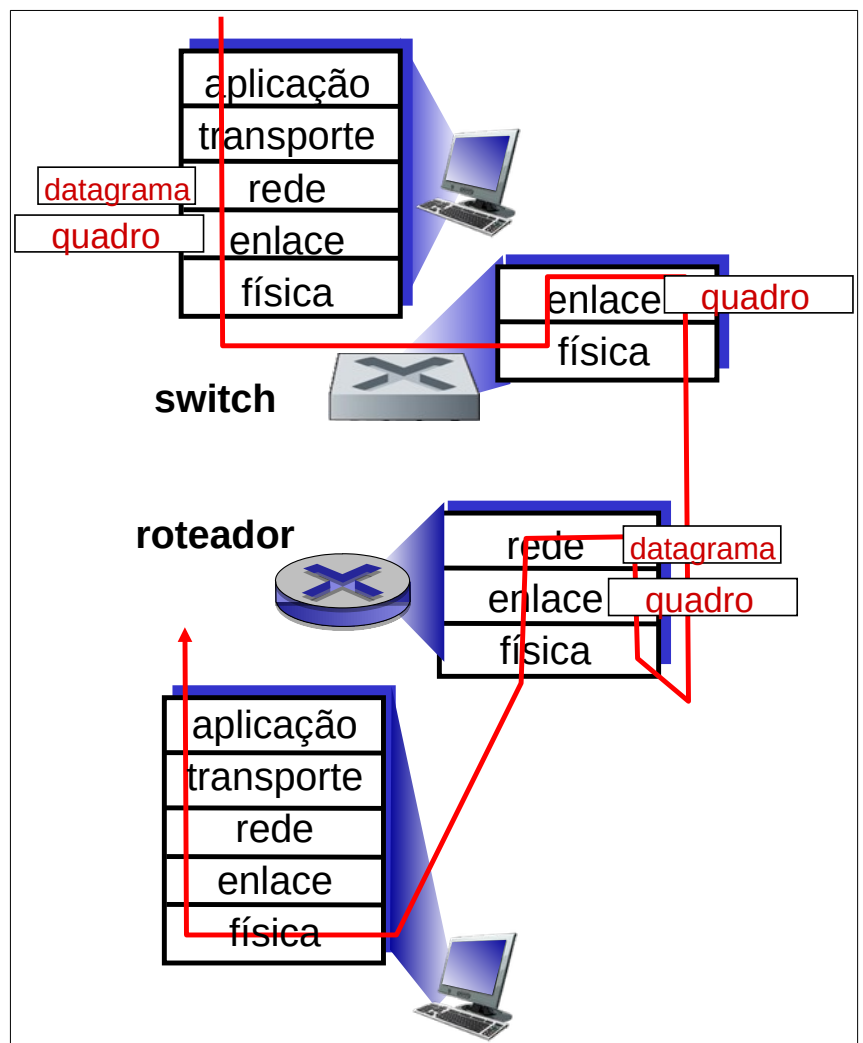 aplicação
transporte
datagrama
rede
quadro
enlace
física
enlace
quadro
física
switch
roteador
rede
datagrama
enlace
quadro
física
aplicação
transporte
rede
enlace
física